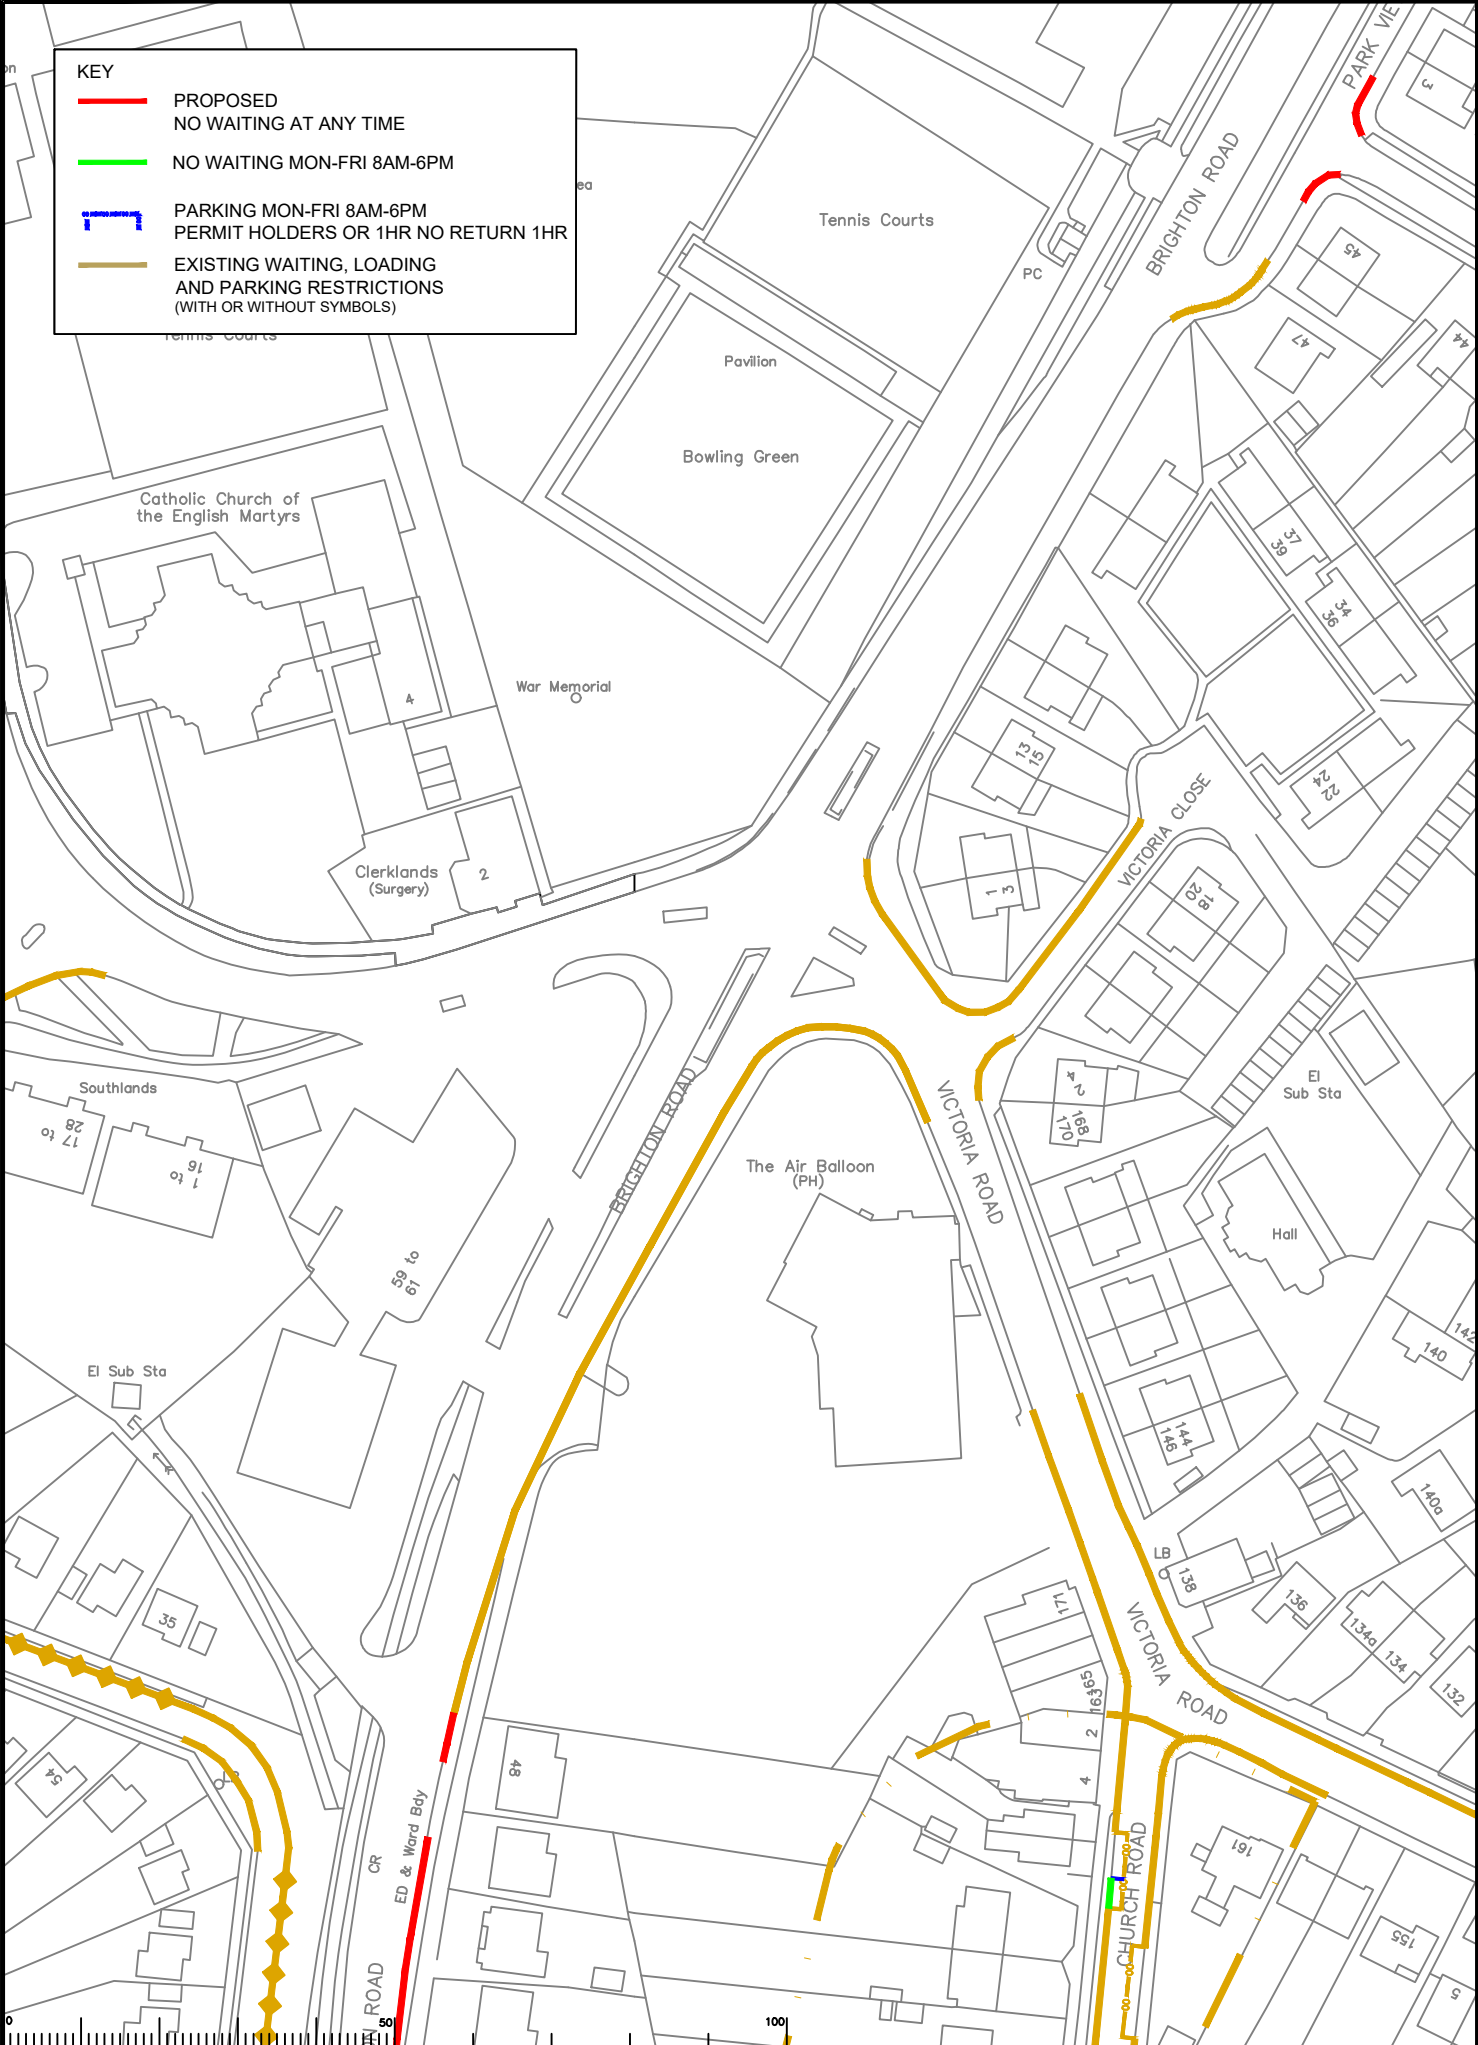 KEY
PROPOSED
NO WAITING AT ANY TIME
NO WAITING MON-FRI 8AM-6PM
PARKING MON-FRI 8AM-6PM
PERMIT HOLDERS OR 1HR NO RETURN 1HR
EXISTING WAITING, LOADING
AND PARKING RESTRICTIONS
(WITH OR WITHOUT SYMBOLS)
on
ea
Tennis Courts
PARK VIE
3
BRIGHTON ROAD
Tennis Courts
PC
45
47
44
Pavilion
Bowling Green
Catholic Church of
the English Martyrs
37
39
34
36
War Memorial
4
13
15
22
24
VICTORIA CLOSE
Clerklands
(Surgery)
2
1
3
18
20
Southlands
17 to
28
1 to
16
BRIGHTON ROAD
VICTORIA ROAD
2
4
168
170
El
Sub Sta
The Air Balloon
(PH)
Hall
59 to
61
142
140
El Sub Sta
144
146
140a
LB
138
136
134a
134
132
35
171
165
163
2
4
VICTORIA ROAD
54
LB
48
ED & Ward Bdy
CR
CHURCH ROAD
161
155
5
N ROAD
0
50
100